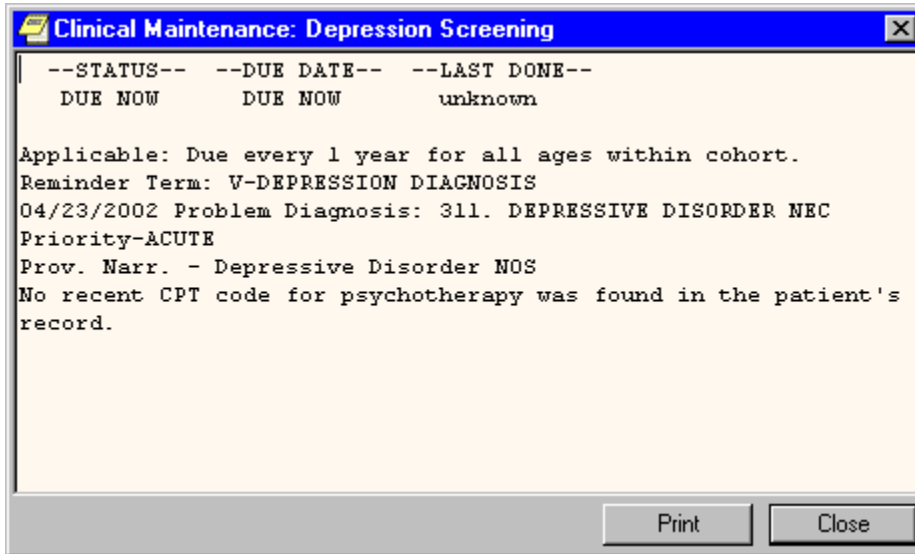 Clinical Maintenance: Depression Screening
--STATUS-- --DUE DATE-- --LAST DONE--
DUE NOW DUE NOW unknown
Applicable: Due every 1 year for all ages within cohort.
Reminder Term: V-DEPRESSION DIAGNOSIS
04/23/2002 Problem Diagnosis: 311. DEPRESSIVE DISORDER NEC
Priority-ACUTE
Prov. Narr. - Depressive Disorder NOS
No recent CPT code for psychotherapy was found in the patient's
record.
Print Close